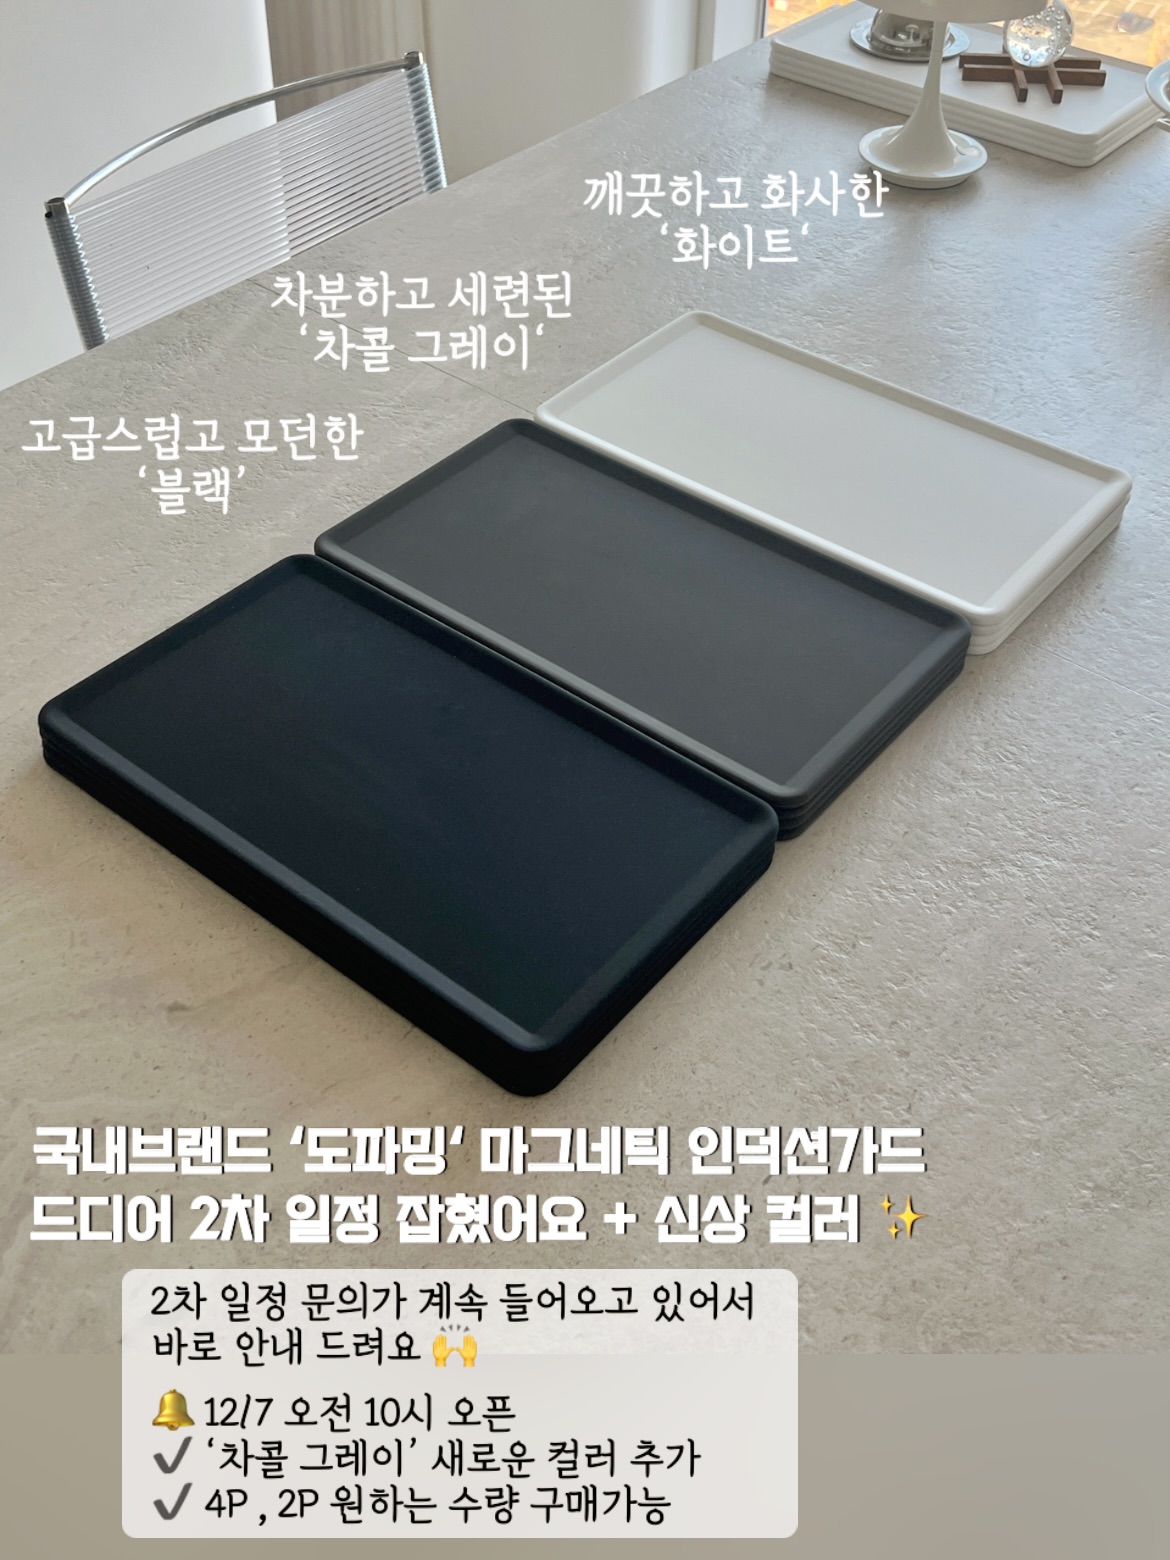 깨끗하고 화사한
‘화이트‘
차분하고 세련된
‘차콜 그레이‘
고급스럽고 모던한
‘블랙’
국내브랜드 ‘도파밍‘ 마그네틱 인덕션가드
드디어 2차 일정 잡혔어요 + 신상 컬러 ✨
2차 일정 문의가 계속 들어오고 있어서
바로 안내 드려요 🙌
🔔 12/7 오전 10시 오픈
✔ ‘차콜 그레이’ 새로운 컬러 추가
✔ 4P , 2P 원하는 수량 구매가능